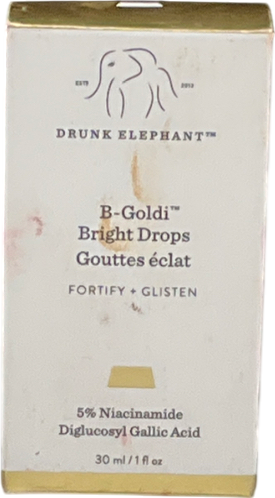 ESTD 2012
DRUNK ELEPHANT™
B-Goldi™
Bright Drops
Gouttes éclat
FORTIFY + GLISTEN
5% Niacinamide
Diglucosyl Gallic Acid
30 ml / 1 fl oz